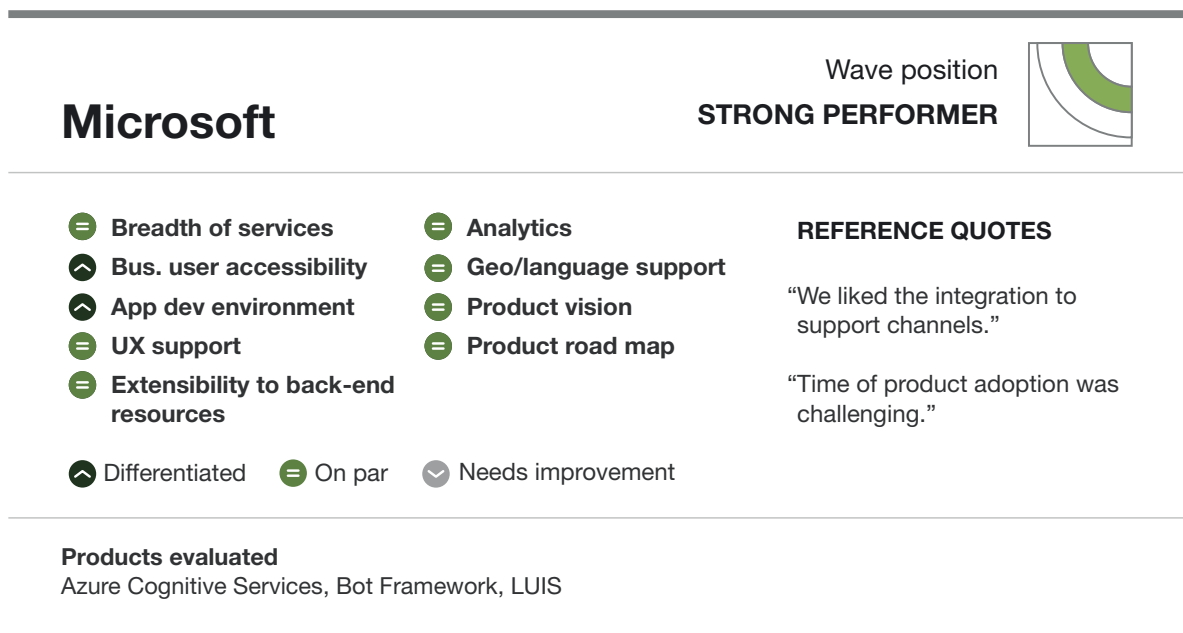 Microsoft
Wave position
STRONG PERFORMER
Breadth of services
Bus. user accessibility
App dev environment
UX support
Extensibility to back-end
resources
Analytics
Geo/language support
Product vision
Product road map
REFERENCE QUOTES
“We liked the integration to
support channels.”
“Time of product adoption was
challenging.”
Differentiated
On par
Needs improvement
Products evaluated
Azure Cognitive Services, Bot Framework, LUIS